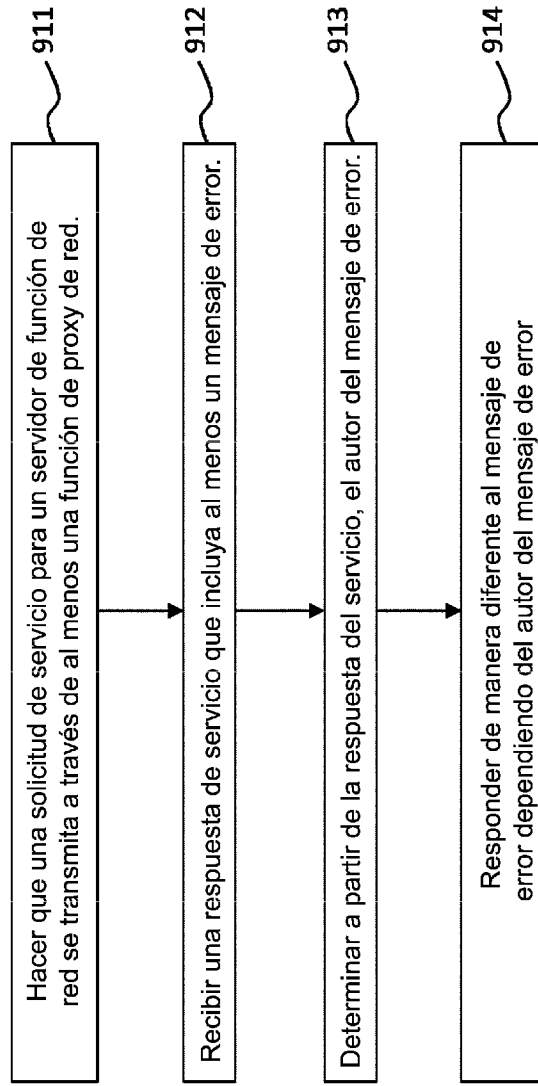 Hacer que una solicitud de servicio para un servidor de función de
red se transmita a través de al menos una función de proxy de red.
911
Recibir una respuesta de servicio que incluya al menos un mensaje de error.
912
Determinar a partir de la respuesta del servicio, el autor del mensaje de error.
913
Responder de manera diferente al mensaje de
error dependiendo del autor del mensaje de error
914